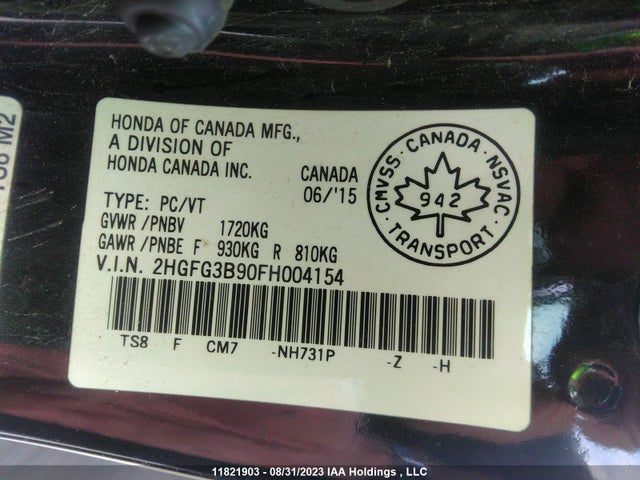 HONDA OF CANADA MFG.,
A DIVISION OF
HONDA CANADA INC.
CANADA
06/'15
TYPE: PC/VT
GVWR /PNBV 1720KG
GAWR /PNBE F 930KG R 810KG
V.I.N. 2HGFG3B90FH004154
TS8 F CM7 -NH731P -Z -H
CMVSS · CANADA · NSVAC
942
TRANSPORT
11821903 - 08/31/2023 IAA Holdings , LLC